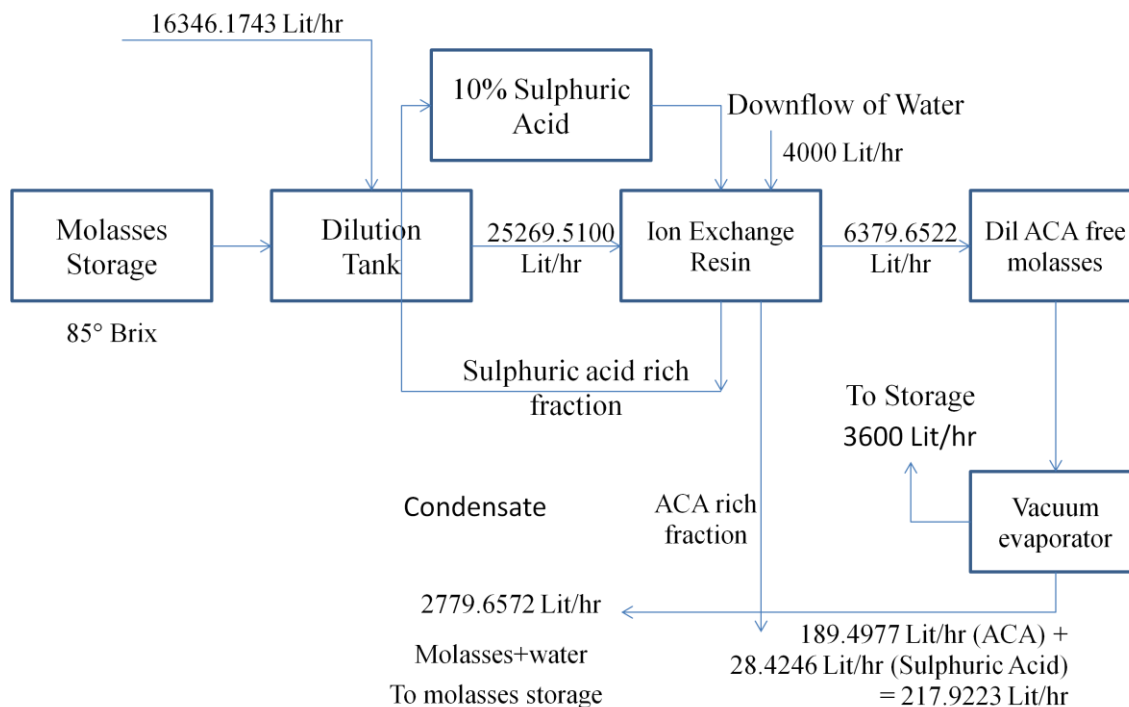 16346.1743 Lit/hr
10% Sulphuric
Acid
Downflow of Water
4000 Lit/hr
Molasses
Storage
Dilution
Tank
25269.5100
Lit/hr
Ion Exchange
Resin
6379.6522
Lit/hr
Dil ACA free
molasses
85° Brix
Sulphuric acid rich
fraction
To Storage
3600 Lit/hr
Condensate
ACA rich
fraction
Vacuum
evaporator
2779.6572 Lit/hr
Molasses+water
To molasses storage
189.4977 Lit/hr (ACA) +
28.4246 Lit/hr (Sulphuric Acid)
= 217.9223 Lit/hr